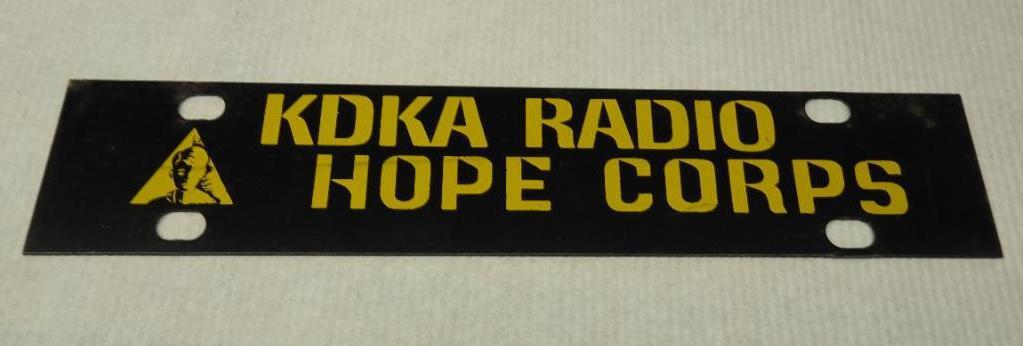 KDKA RADIO
HOPE CORPS